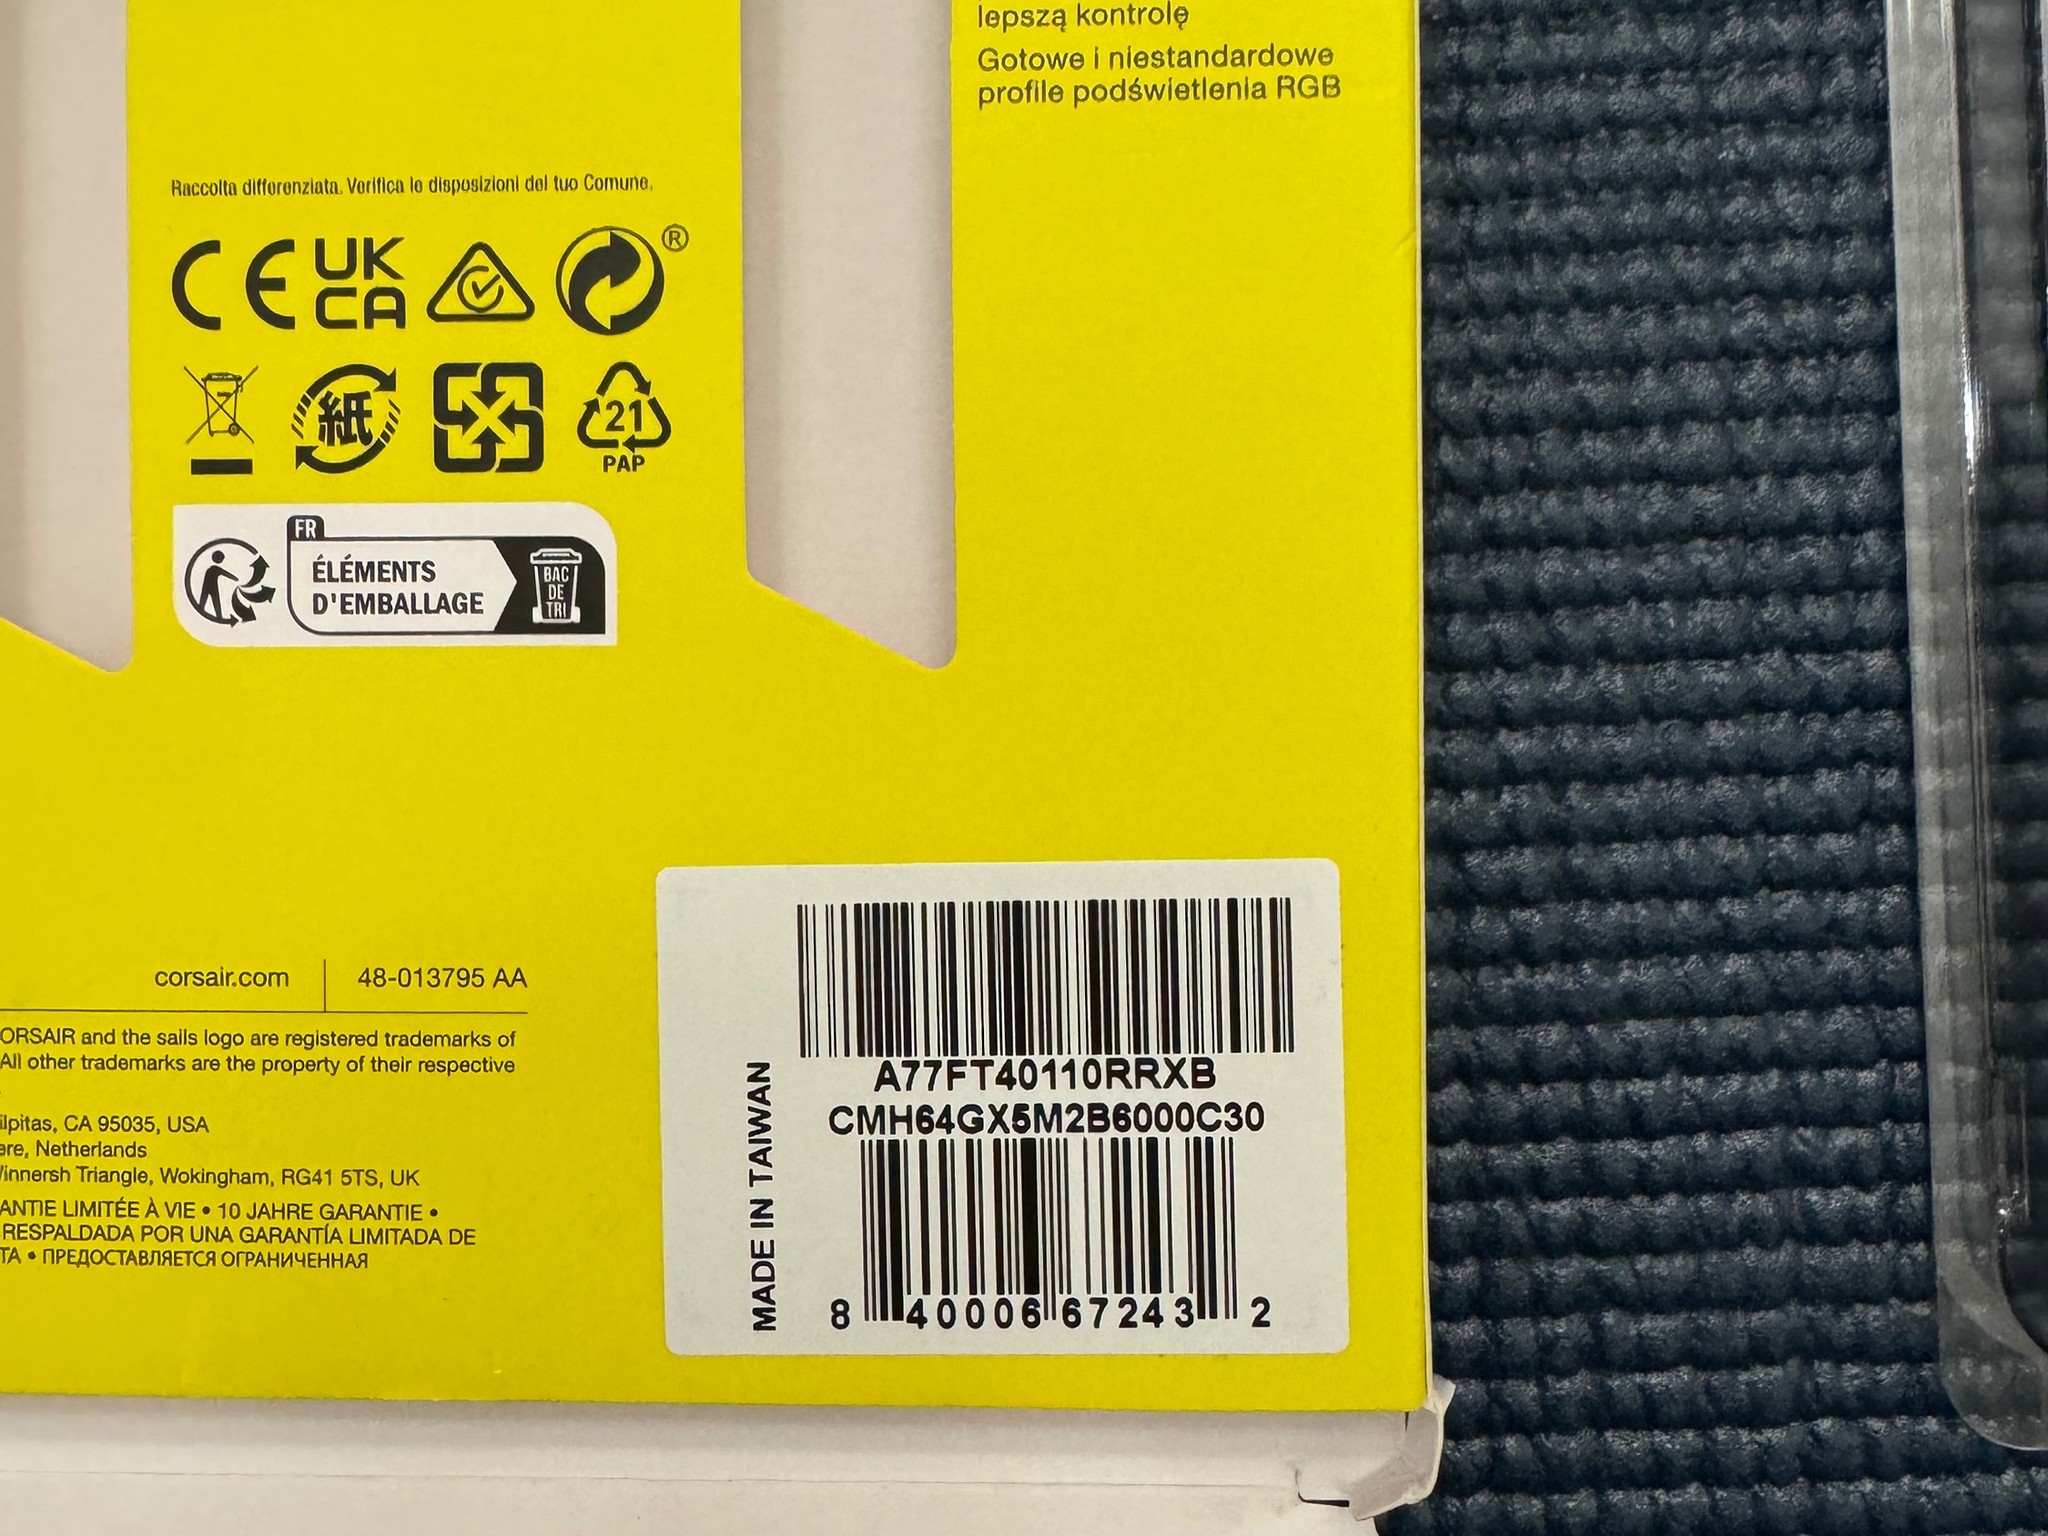 lepszą kontrolę
Gotowe i niestandardowe
profile podświetlenia RGB
Raccolta differenziata. Verifica le disposizioni del tuo Comune.
CE UK CA
®
紙
21
PAP
FR
ÉLÉMENTS
D'EMBALLAGE
BAC
DE
TRI
corsair.com
48-013795 AA
ORSAIR and the sails logo are registered trademarks of
All other trademarks are the property of their respective
ilpitas, CA 95035, USA
ere, Netherlands
Winnersh Triangle, Wokingham, RG41 5TS, UK
ANTIE LIMITÉE À VIE • 10 JAHRE GARANTIE •
RESPALDADA POR UNA GARANTÍA LIMITADA DE
TA • ПРЕДОСТАВЛЯЕТСЯ ОГРАНИЧЕННАЯ
MADE IN TAIWAN
A77FT40110RRXB
CMH64GX5M2B6000C30
8 40006 67243 2